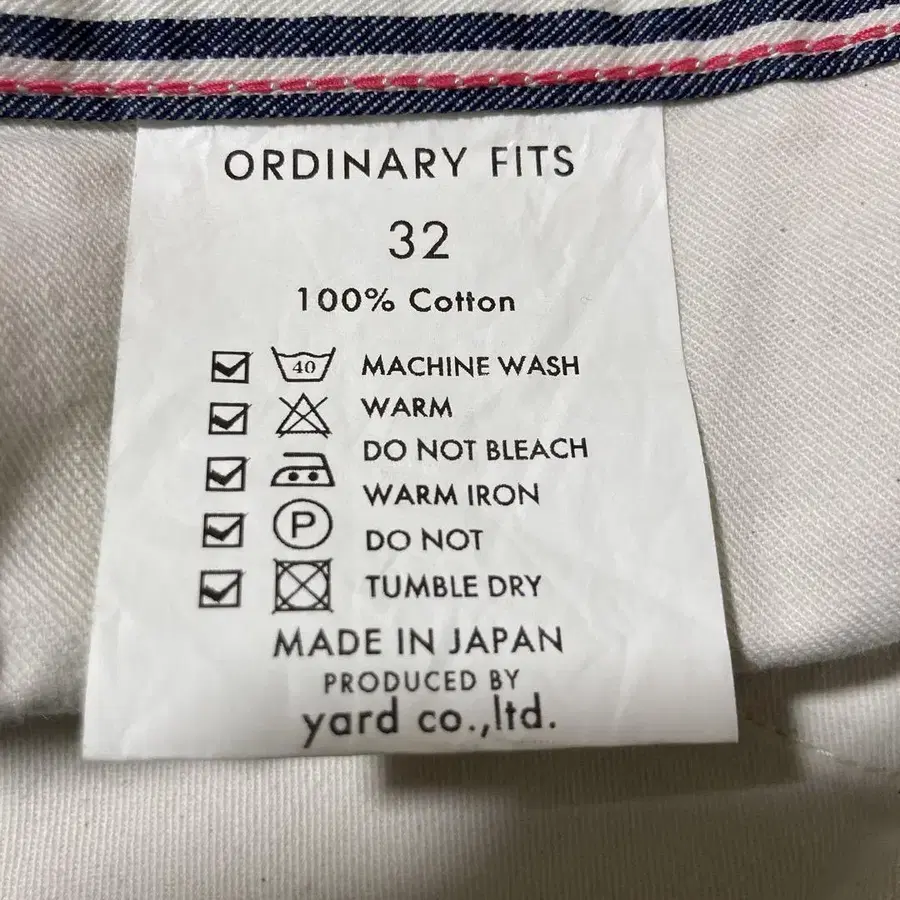 ORDINARY FITS
32
100% Cotton
40 MACHINE WASH
WARM
DO NOT BLEACH
WARM IRON
P DO NOT
TUMBLE DRY
MADE IN JAPAN
PRODUCED BY
yard co.,ltd.